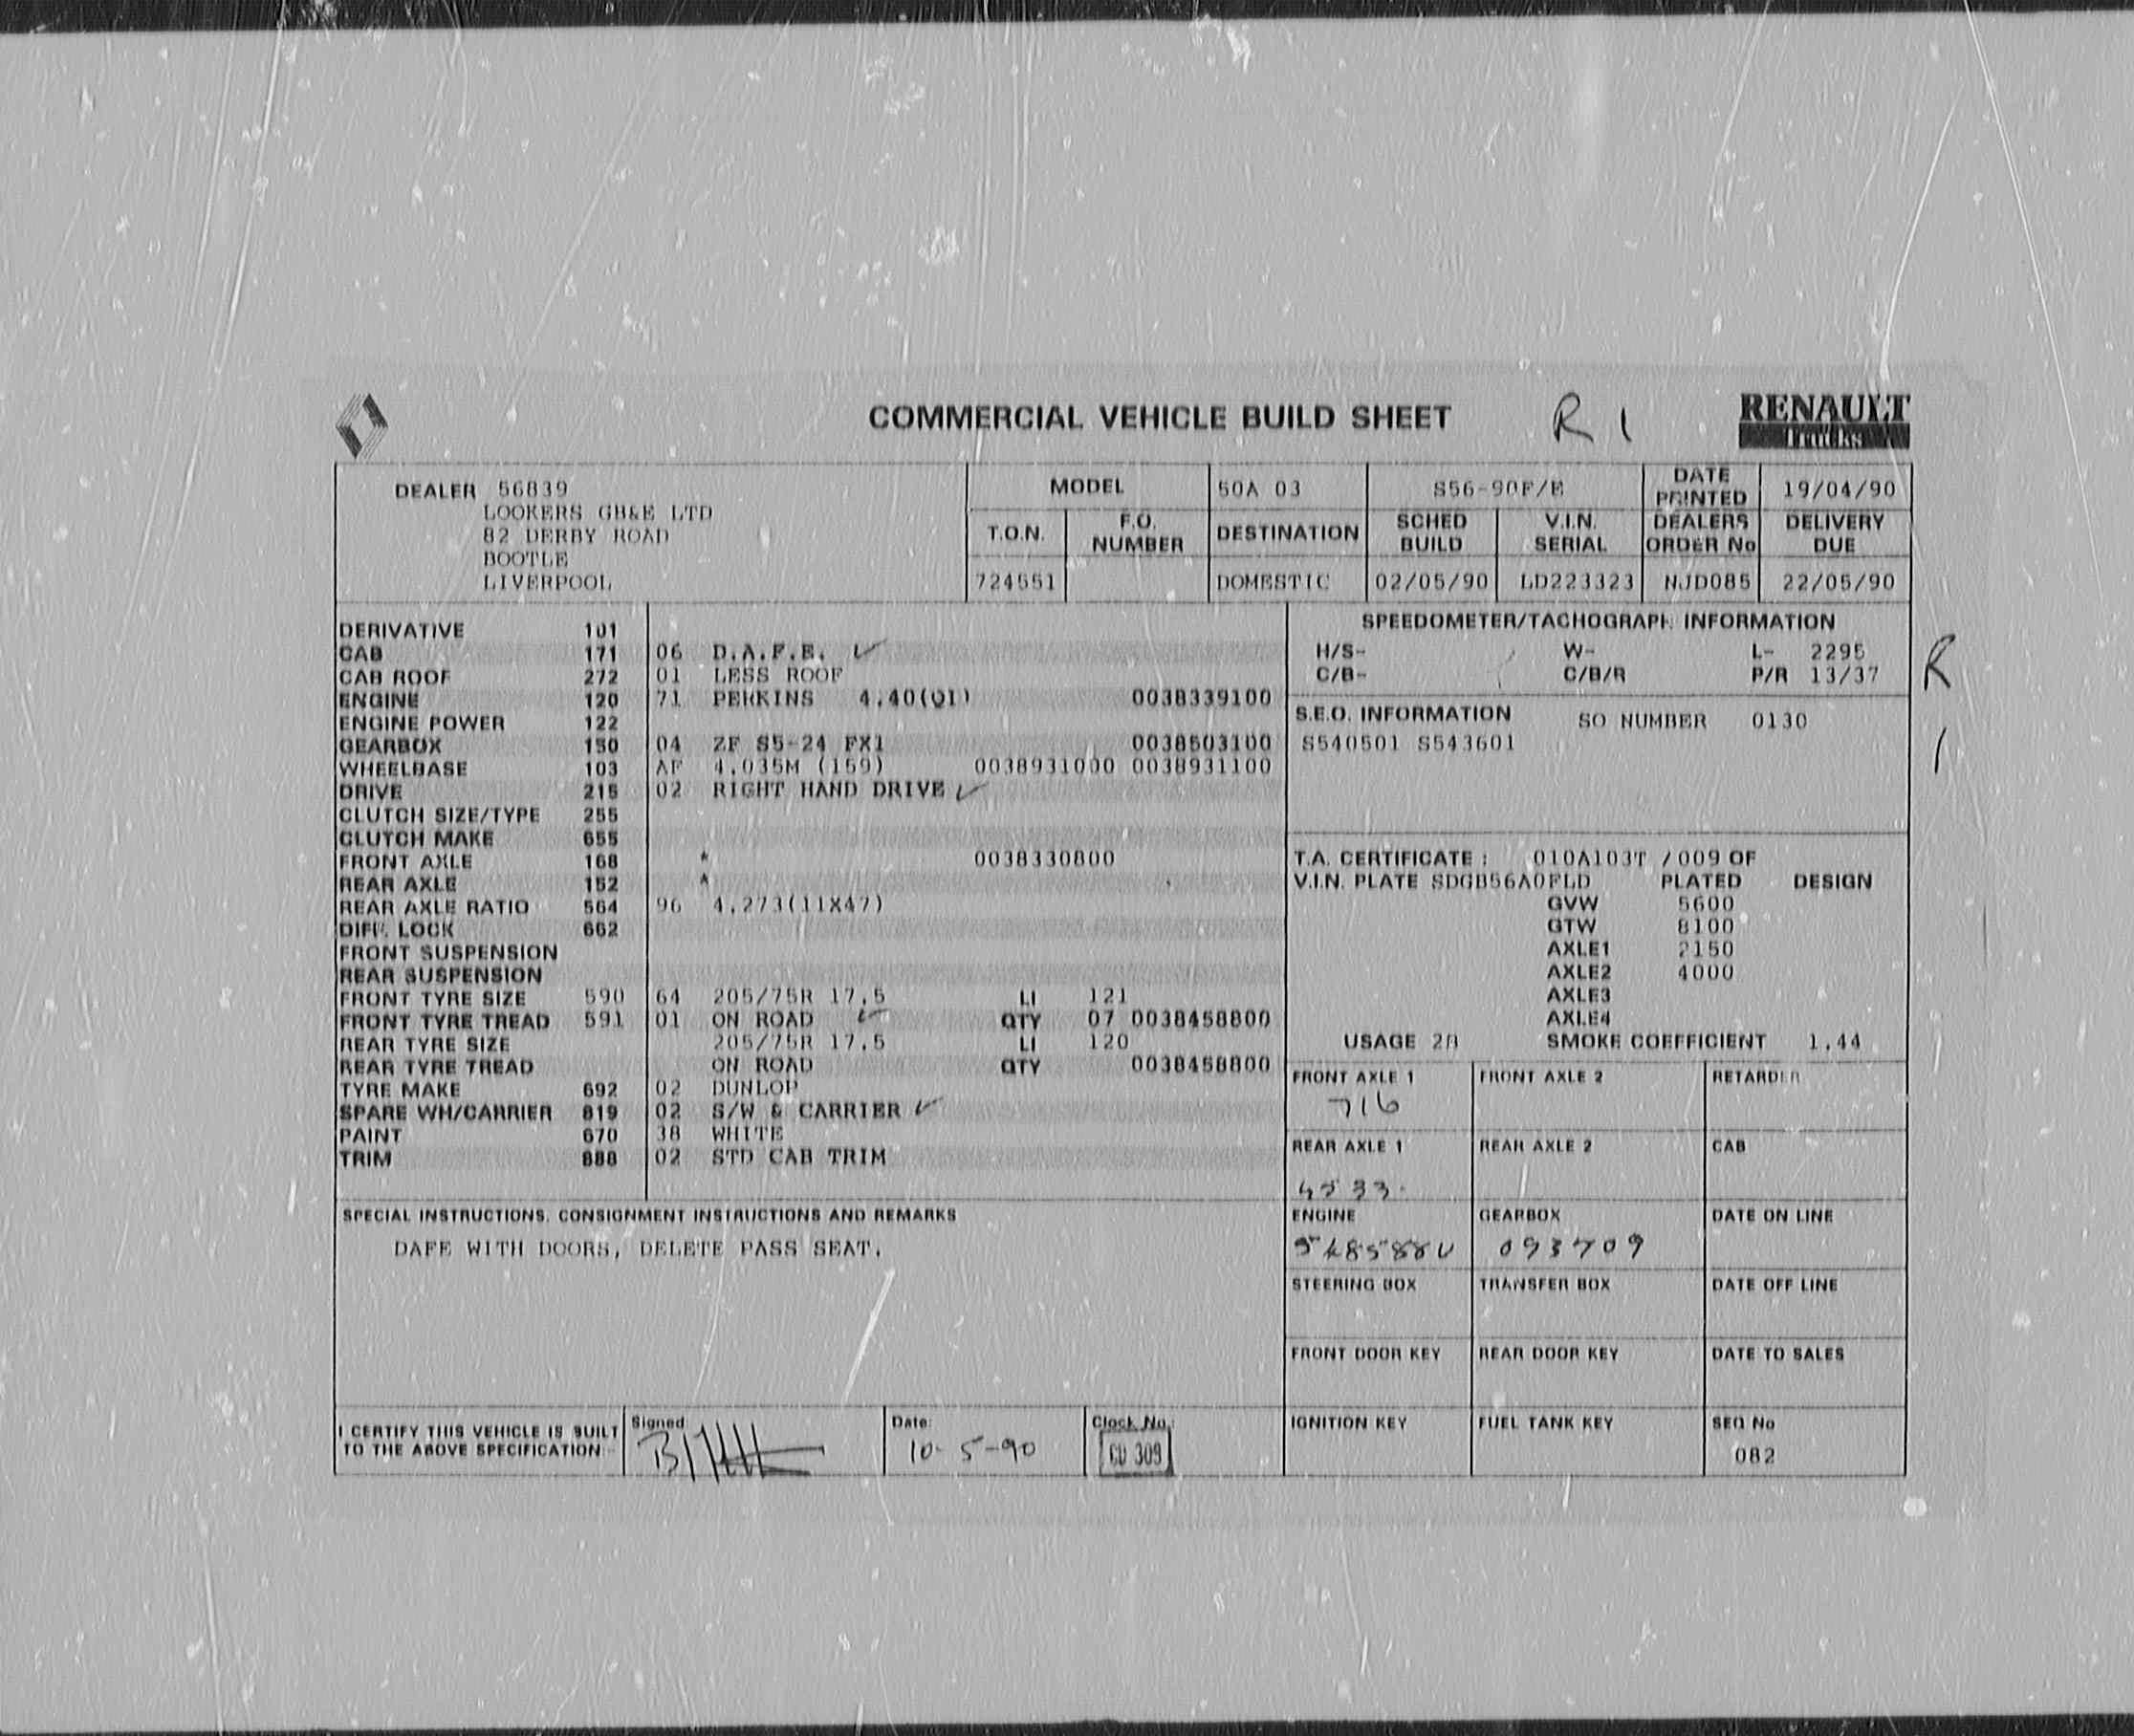 COMMERCIAL VEHICLE BUILD SHEET R 1 RENAULT
Trucks
DEALER 56839
LOOKERS GB&E LTD
82 DERBY ROAD
BOOTLE
LIVERPOOL
MODEL 50A 03 S56-90F/E DATE PRINTED 19/04/90
T.O.N. F.O. NUMBER DESTINATION SCHED BUILD V.I.N. SERIAL DEALERS ORDER No DELIVERY DUE
724551 DOMESTIC 02/05/90 LD223323 NJD085 22/05/90
DERIVATIVE 101
CAB 171 06 D.A.F.E.
CAB ROOF 272 01 LESS ROOF
ENGINE 120 71 PERKINS 4.40(QI) 0038339100
ENGINE POWER 122
GEARBOX 150 04 ZF S5-24 FX1 0038503100
WHEELBASE 103 AF 4.035M (159) 0038931000 0038931100
DRIVE 215 02 RIGHT HAND DRIVE
CLUTCH SIZE/TYPE 255
CLUTCH MAKE 655
FRONT AXLE 168 * 0038330800
REAR AXLE 152 *
REAR AXLE RATIO 564 96 4.273(11X47)
DIFF. LOCK 662
FRONT SUSPENSION
REAR SUSPENSION
FRONT TYRE SIZE 590 64 205/75R 17.5 LI 121
FRONT TYRE TREAD 591 01 ON ROAD QTY 07 0038458800
REAR TYRE SIZE 205/75R 17.5 LI 120
REAR TYRE TREAD ON ROAD QTY 0038458800
TYRE MAKE 692 02 DUNLOP
SPARE WH/CARRIER 819 02 S/W & CARRIER
PAINT 670 38 WHITE
TRIM 888 02 STD CAB TRIM
SPECIAL INSTRUCTIONS, CONSIGNMENT INSTRUCTIONS AND REMARKS
DAFE WITH DOORS, DELETE PASS SEAT.
SPEEDOMETER/TACHOGRAPH INFORMATION
H/S- W- L- 2295
C/B- C/B/R P/R 13/37
R
1
S.E.O. INFORMATION SO NUMBER 0130
S540501 S543601
T.A. CERTIFICATE : 010A103T /009 OF
V.I.N. PLATE SDGB56A0FLD PLATED DESIGN
GVW 5600
GTW 8100
AXLE1 2150
AXLE2 4000
AXLE3
AXLE4
USAGE 2B SMOKE COEFFICIENT 1.44
FRONT AXLE 1 FRONT AXLE 2 RETARDER
716
REAR AXLE 1 REAR AXLE 2 CAB
ENGINE GEARBOX DATE ON LINE
093709
STEERING BOX TRANSFER BOX DATE OFF LINE
FRONT DOOR KEY REAR DOOR KEY DATE TO SALES
IGNITION KEY FUEL TANK KEY SEQ No
082
I CERTIFY THIS VEHICLE IS BUILT
TO THE ABOVE SPECIFICATION:-
Signed: Date: Clock No.:
10-5-90 CU 309